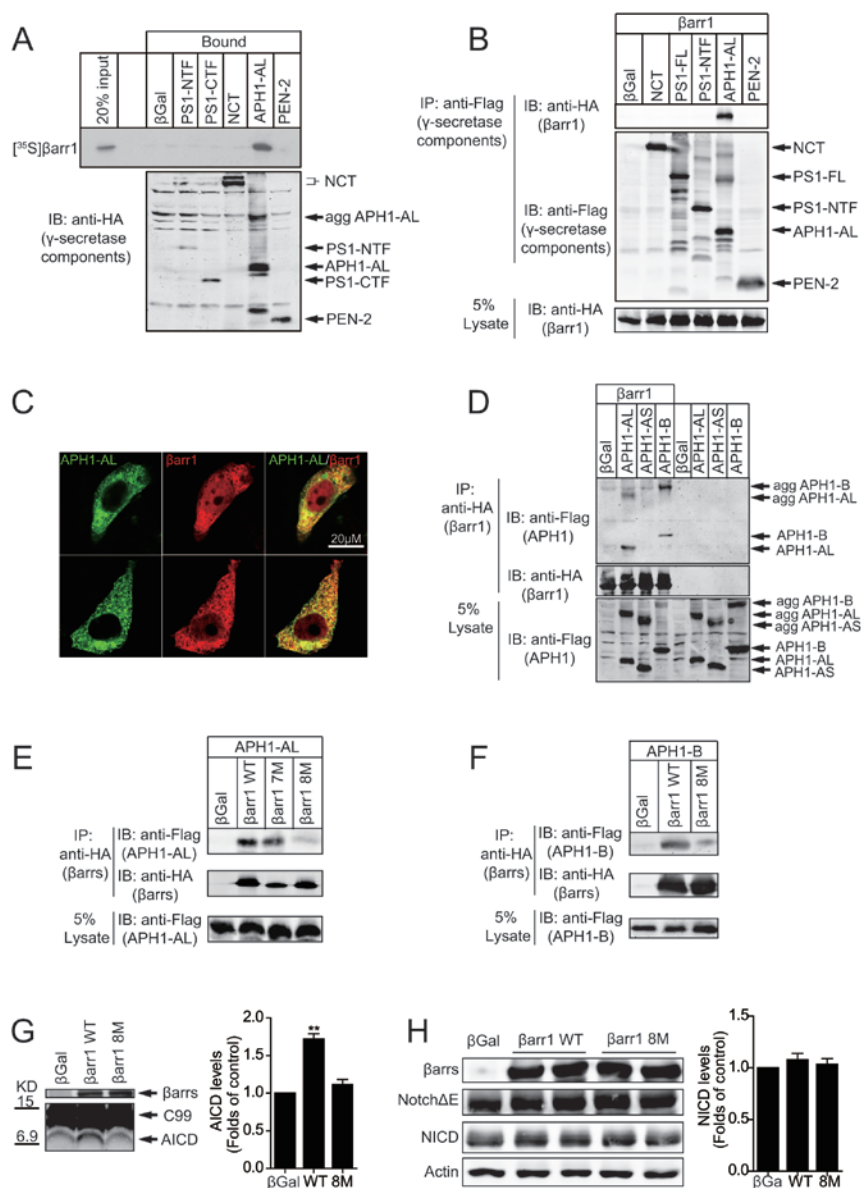 A
Bound
20% input
βGal
PS1-NTF
PS1-CTF
NCT
APH1-AL
PEN-2
[³⁵S]βarr1
IB: anti-HA
(γ-secretase
components)
NCT
agg APH1-AL
PS1-NTF
APH1-AL
PS1-CTF
PEN-2
B
βarr1
βGal
NCT
PS1-FL
PS1-NTF
APH1-AL
PEN-2
IP: anti-Flag
(γ-secretase
components)
IB: anti-HA
(βarr1)
IB: anti-Flag
(γ-secretase
components)
NCT
PS1-FL
PS1-NTF
APH1-AL
PEN-2
5%
Lysate
IB: anti-HA
(βarr1)
C
APH1-AL
βarr1
APH1-AL/βarr1
20μM
D
βarr1
βGal
APH1-AL
APH1-AS
APH1-B
βGal
APH1-AL
APH1-AS
APH1-B
IP:
anti-HA
(βarr1)
IB: anti-Flag
(APH1)
IB: anti-HA
(βarr1)
5%
Lysate
IB: anti-Flag
(APH1)
agg APH1-B
agg APH1-AL
APH1-B
APH1-AL
agg APH1-B
agg APH1-AL
agg APH1-AS
APH1-B
APH1-AL
APH1-AS
E
APH1-AL
βGal
βarr1 WT
βarr1 7M
βarr1 8M
IP:
anti-HA
(βarrs)
IB: anti-Flag
(APH1-AL)
IB: anti-HA
(βarrs)
5%
Lysate
IB: anti-Flag
(APH1-AL)
F
APH1-B
βGal
βarr1 WT
βarr1 8M
IP:
anti-HA
(βarrs)
IB: anti-Flag
(APH1-B)
IB: anti-HA
(βarrs)
5%
Lysate
IB: anti-Flag
(APH1-B)
G
βGal
βarr1 WT
βarr1 8M
KD
15
6.9
βarrs
C99
AICD
AICD levels
(Folds of control)
2.0
1.5
1.0
0.5
0.0
**
βGal WT 8M
H
βGal
βarr1 WT
βarr1 8M
βarrs
NotchΔE
NICD
Actin
NICD levels
(Folds of control)
1.5
1.0
0.5
0.0
βGa WT 8M